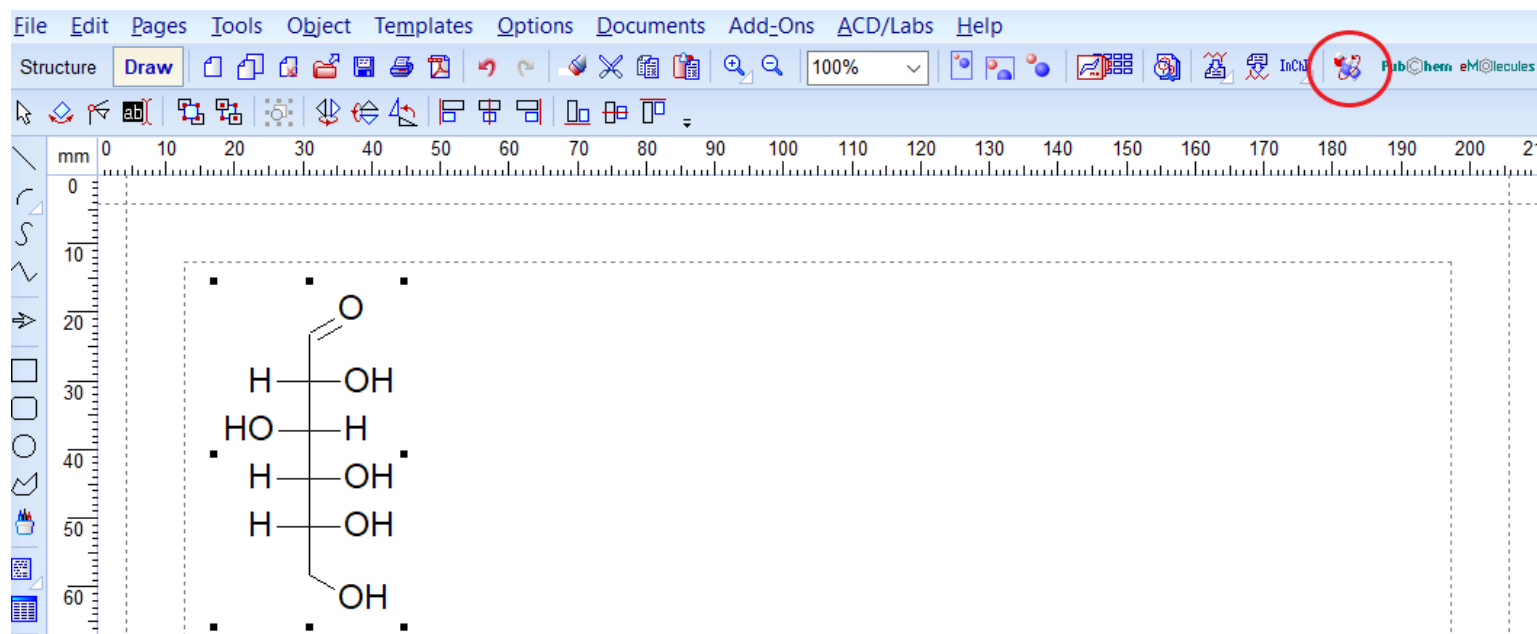 File Edit Pages Tools Object Templates Options Documents Add-Ons ACD/Labs Help
Structure Draw 100% InChI PubChem eMolecules
ab
mm 0 10 20 30 40 50 60 70 80 90 100 110 120 130 140 150 160 170 180 190 200 2
0
10
20
30
40
50
60
O
H OH
HO H
H OH
H OH
OH